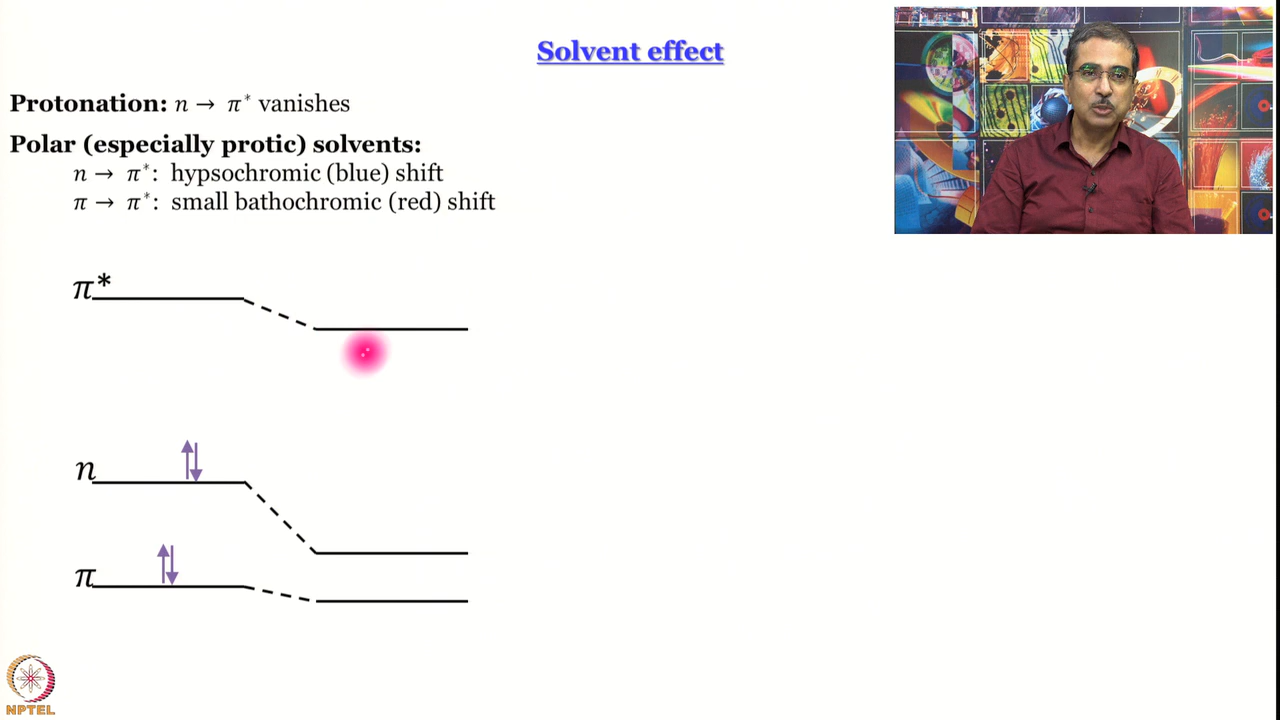 Solvent effect
Protonation: n → π* vanishes
Polar (especially protic) solvents:
n → π*: hypsochromic (blue) shift
π → π*: small bathochromic (red) shift
π*
n
π
NPTEL